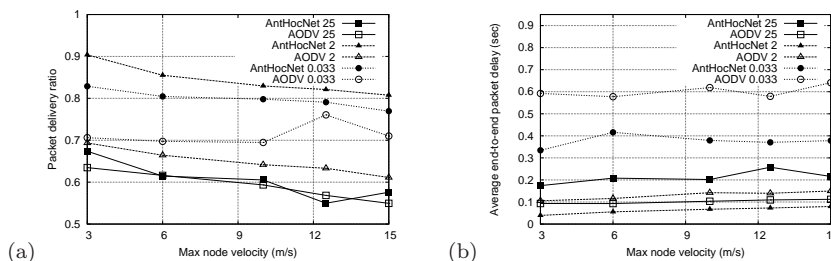 AntHocNet 25
AODV 25
AntHocNet 2
AODV 2
AntHocNet 0.033
AODV 0.033
1
0.9
0.8
0.7
0.6
0.5
Packet delivery ratio
3 6 9 12 15
Max node velocity (m/s)
(a)
AntHocNet 25
AODV 25
AntHocNet 2
AODV 2
AntHocNet 0.033
AODV 0.033
0.9
0.8
0.7
0.6
0.5
0.4
0.3
0.2
0.1
0
Average end-to-end packet delay (sec)
3 6 9 12
Max node velocity (m/s)
(b)